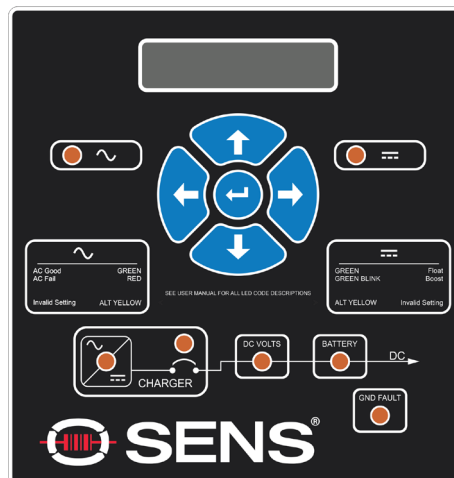 AC Good GREEN
AC Fail RED
Invalid Setting ALT YELLOW
GREEN Float
GREEN BLINK Boost
ALT YELLOW Invalid Setting
SEE USER MANUAL FOR ALL LED CODE DESCRIPTIONS
DC VOLTS
BATTERY
DC
CHARGER
GND FAULT
SENS®